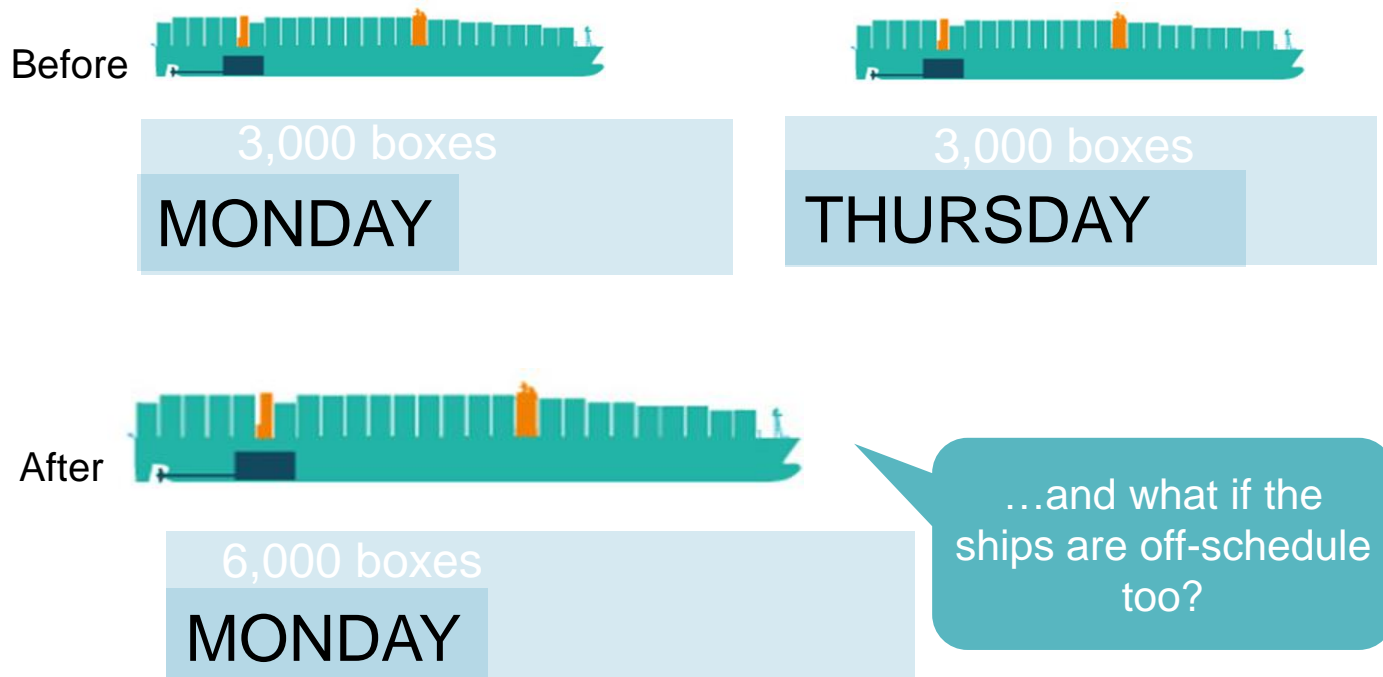 Before
3,000 boxes
MONDAY
3,000 boxes
THURSDAY
After
6,000 boxes
MONDAY
…and what if the
ships are off-schedule
too?